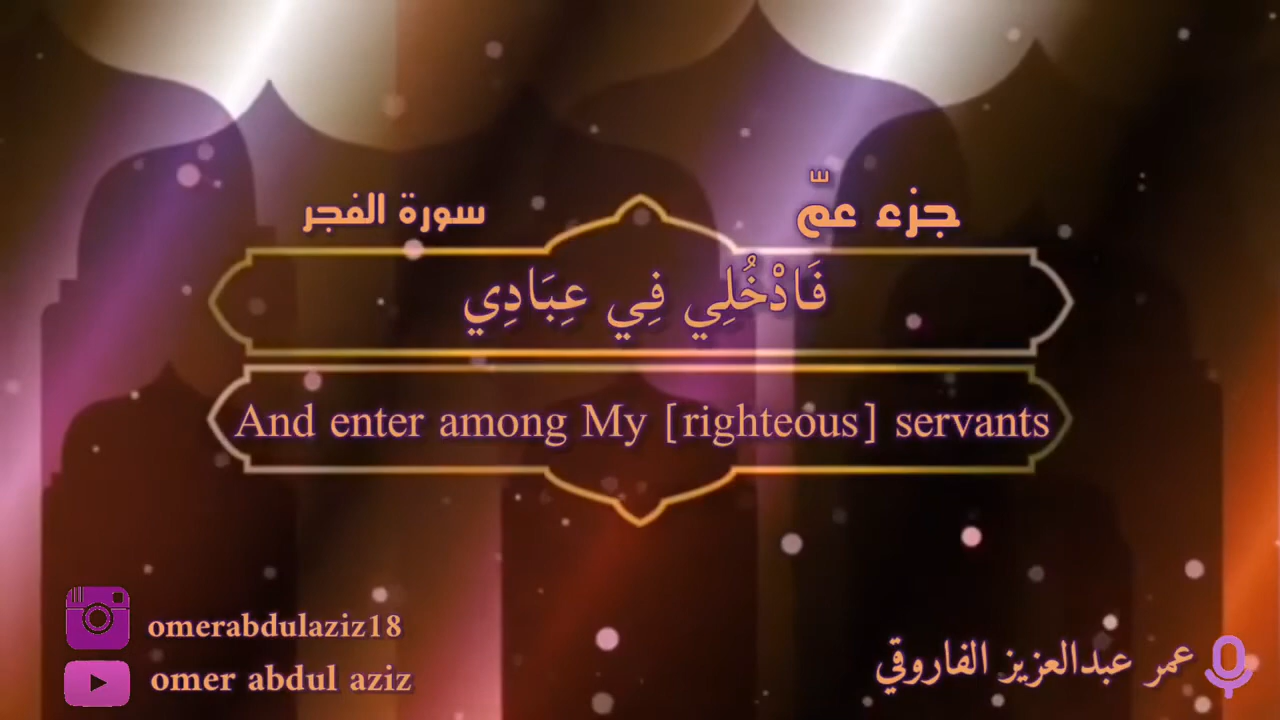 جزء عمّ
سورة الفجر
فَادْخُلِي فِي عِبَادِي
And enter among My [righteous] servants
omerabdulaziz18
omer abdul aziz
عمر عبدالعزيز الفاروقي